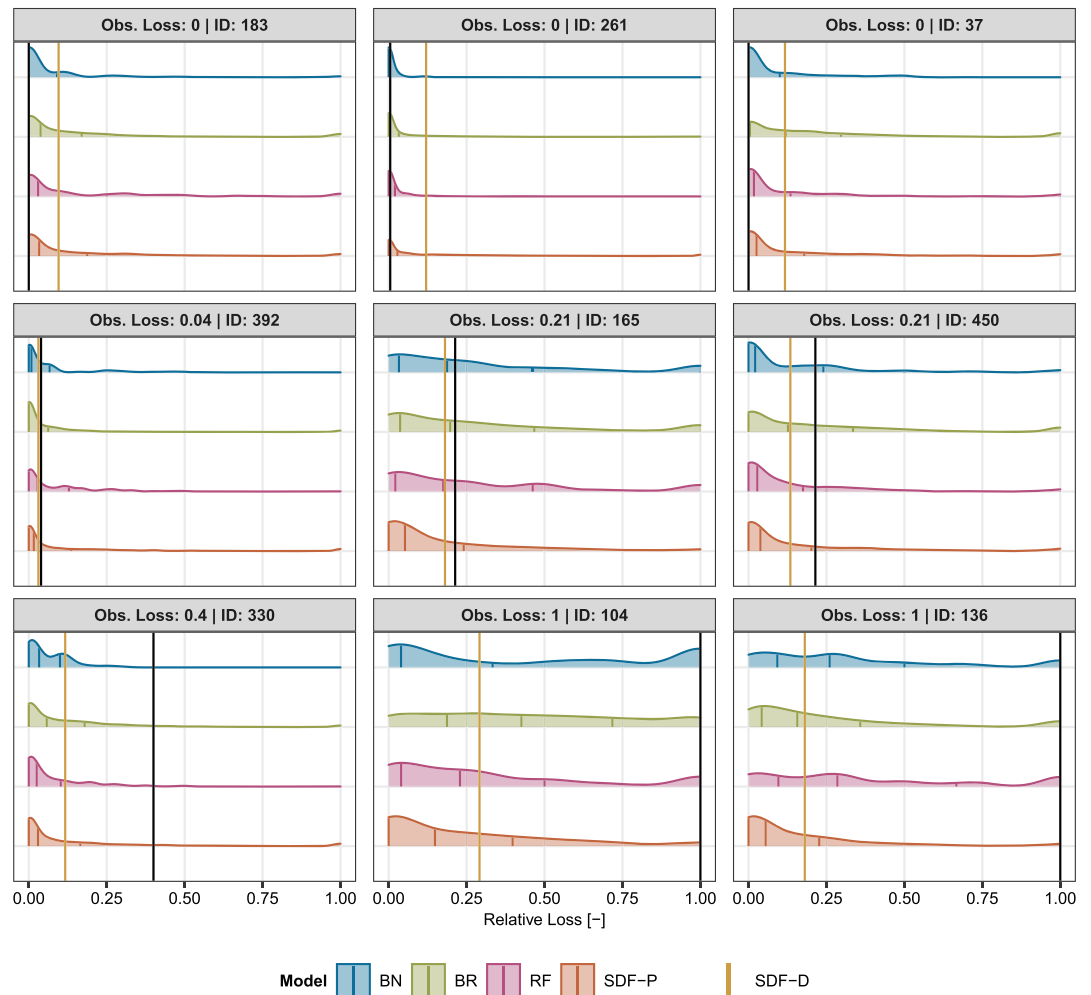 Obs. Loss: 0 | ID: 183
Obs. Loss: 0 | ID: 261
Obs. Loss: 0 | ID: 37
Obs. Loss: 0.04 | ID: 392
Obs. Loss: 0.21 | ID: 165
Obs. Loss: 0.21 | ID: 450
Obs. Loss: 0.4 | ID: 330
Obs. Loss: 1 | ID: 104
Obs. Loss: 1 | ID: 136
0.00 0.25 0.50 0.75 1.00
0.00 0.25 0.50 0.75 1.00
0.00 0.25 0.50 0.75 1.00
Relative Loss [−]
Model BN BR RF SDF−P SDF−D